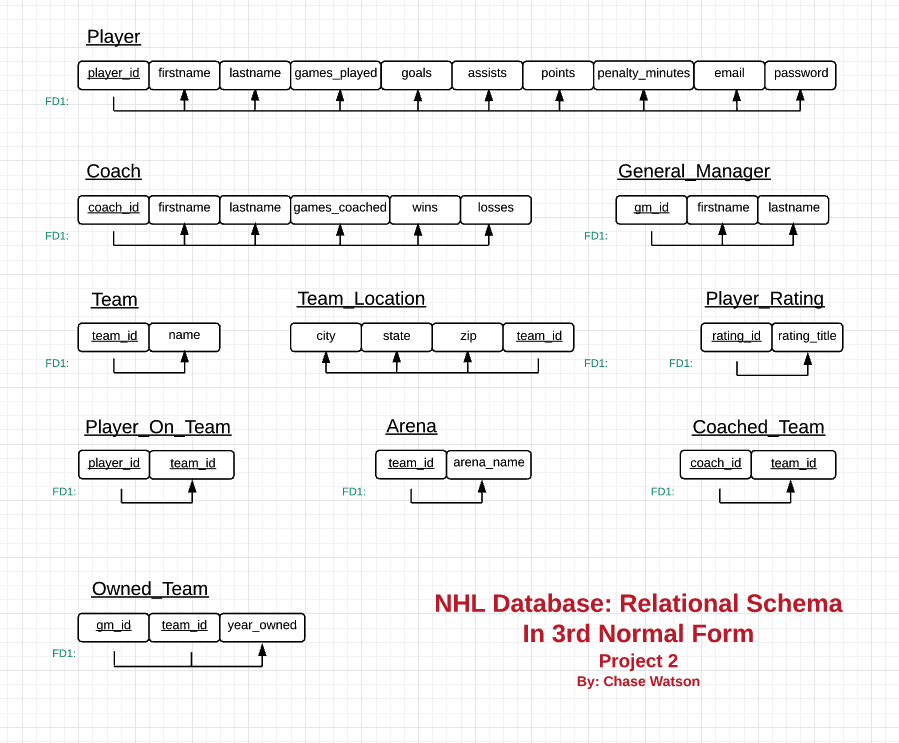 Player
player_id firstname lastname games_played goals assists points penalty_minutes email password
FD1:
Coach General_Manager
coach_id firstname lastname games_coached wins losses gm_id firstname lastname
FD1: FD1:
Team Team_Location Player_Rating
team_id name city state zip team_id rating_id rating_title
FD1: FD1: FD1:
Player_On_Team Arena Coached_Team
player_id team_id team_id arena_name coach_id team_id
FD1: FD1: FD1:
Owned_Team
gm_id team_id year_owned
FD1:
NHL Database: Relational Schema
In 3rd Normal Form
Project 2
By: Chase Watson